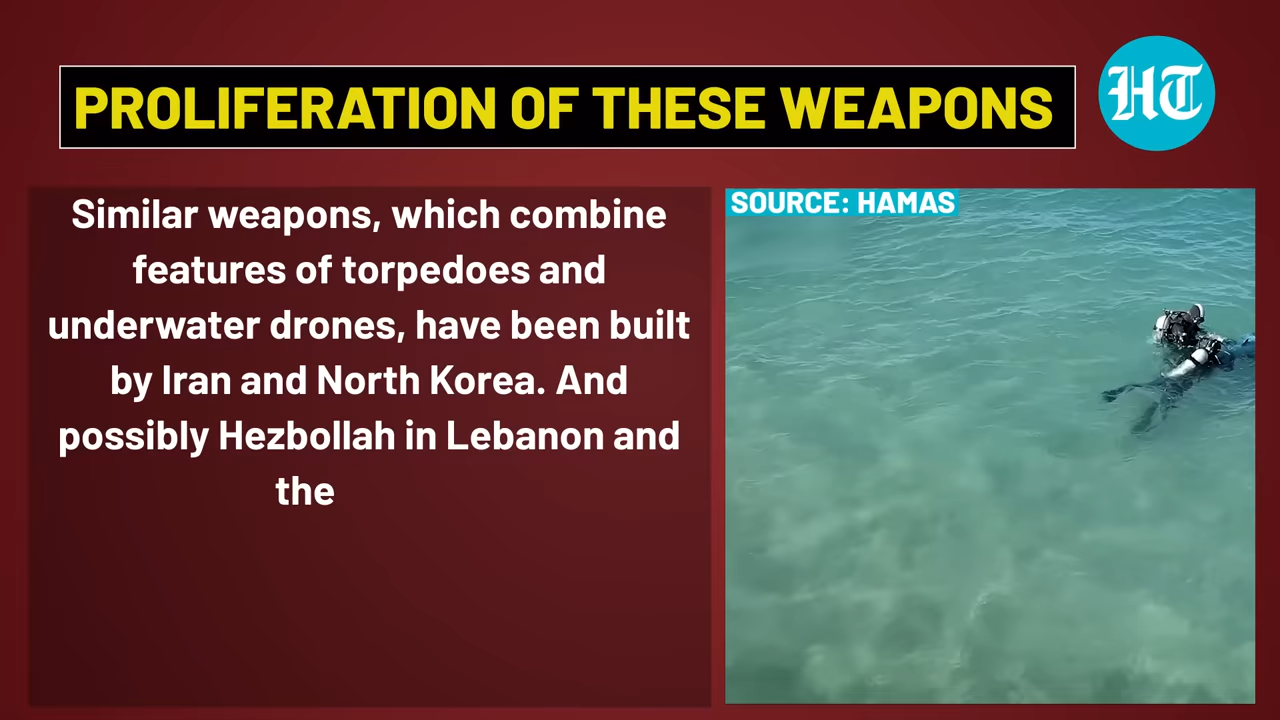 PROLIFERATION OF THESE WEAPONS
HT
Similar weapons, which combine
features of torpedoes and
underwater drones, have been built
by Iran and North Korea. And
possibly Hezbollah in Lebanon and
the
SOURCE: HAMAS